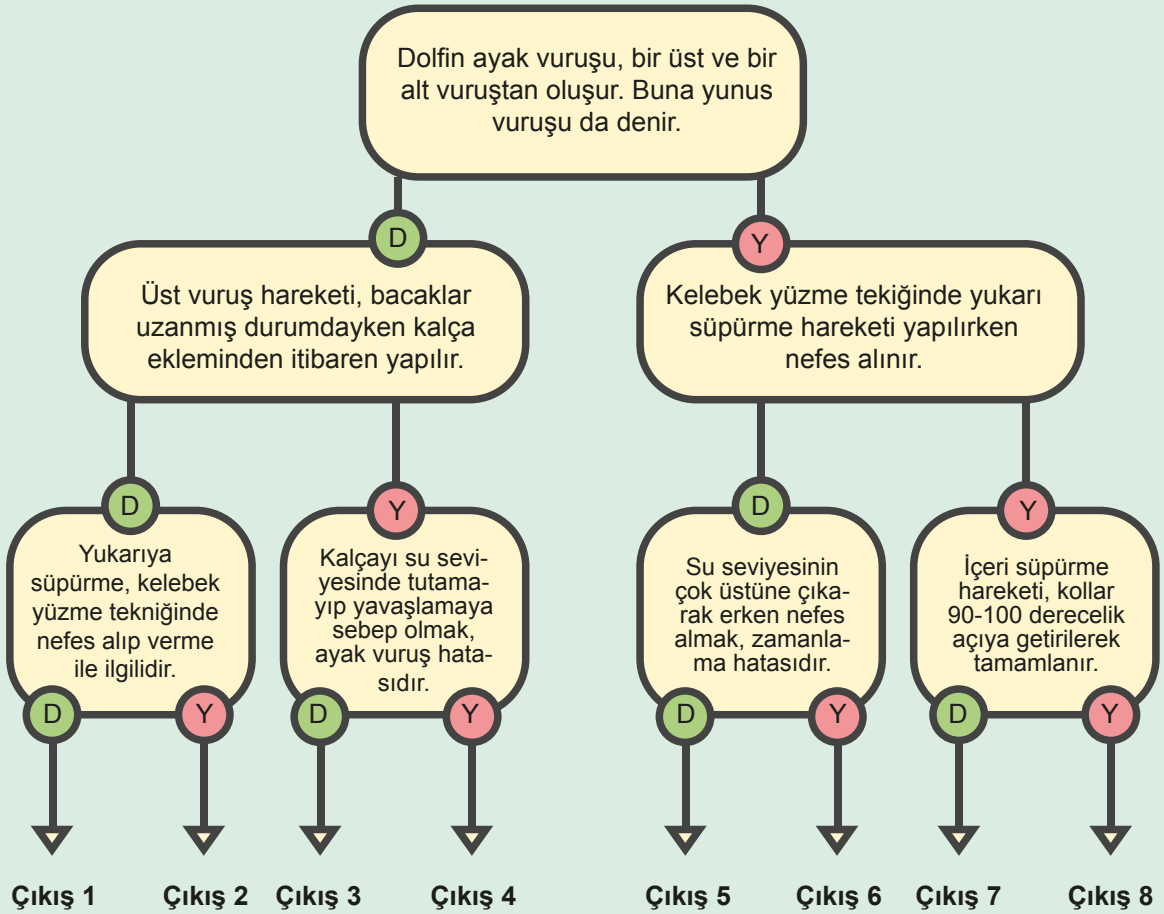 Dolfin ayak vuruşu, bir üst ve bir
alt vuruştan oluşur. Buna yunus
vuruşu da denir.
D
Y
Üst vuruş hareketi, bacaklar
uzanmış durumdayken kalça
ekleminden itibaren yapılır.
Kelebek yüzme tekiğinde yukarı
süpürme hareketi yapılırken
nefes alınır.
D
Y
D
Y
Yukarıya
süpürme, kelebek
yüzme tekniğinde
nefes alıp verme
ile ilgilidir.
Kalçayı su sevi-
yesinde tutama-
yıp yavaşlamaya
sebep olmak,
ayak vuruş hata-
sıdır.
Su seviyesinin
çok üstüne çıka-
rak erken nefes
almak, zamanla-
ma hatasıdır.
İçeri süpürme
hareketi, kollar
90-100 derecelik
açıya getirilerek
tamamlanır.
D
Y
D
Y
D
Y
D
Y
Çıkış 1
Çıkış 2
Çıkış 3
Çıkış 4
Çıkış 5
Çıkış 6
Çıkış 7
Çıkış 8